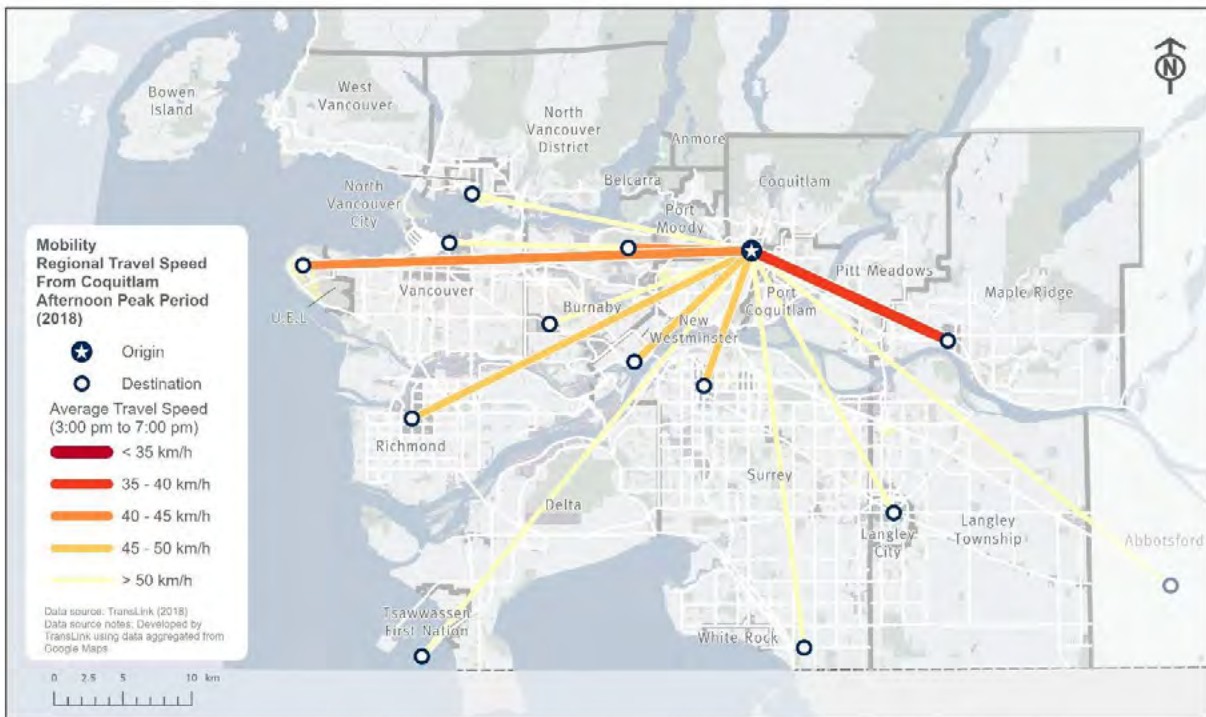 Bowen
Island
West
Vancouver
North
Vancouver
District
Anmore
Belcarra
Coquitlam
North
Vancouver
City
Port
Moody
N
Mobility
Regional Travel Speed
From Coquitlam
Afternoon Peak Period
(2018)
Origin
Destination
Average Travel Speed
(3:00 pm to 7:00 pm)
< 35 km/h
35 - 40 km/h
40 - 45 km/h
45 - 50 km/h
> 50 km/h
Data source: TransLink (2018)
Data source notes: Developed by
TransLink using data aggregated from
Google Maps
0 2.5 5 10 km
U.E.L
Vancouver
Burnaby
New
Westminster
Port
Coquitlam
Pitt Meadows
Maple Ridge
Richmond
Delta
Surrey
Langley
City
Langley
Township
Abbotsford
Tsawwassen
First Nation
White Rock